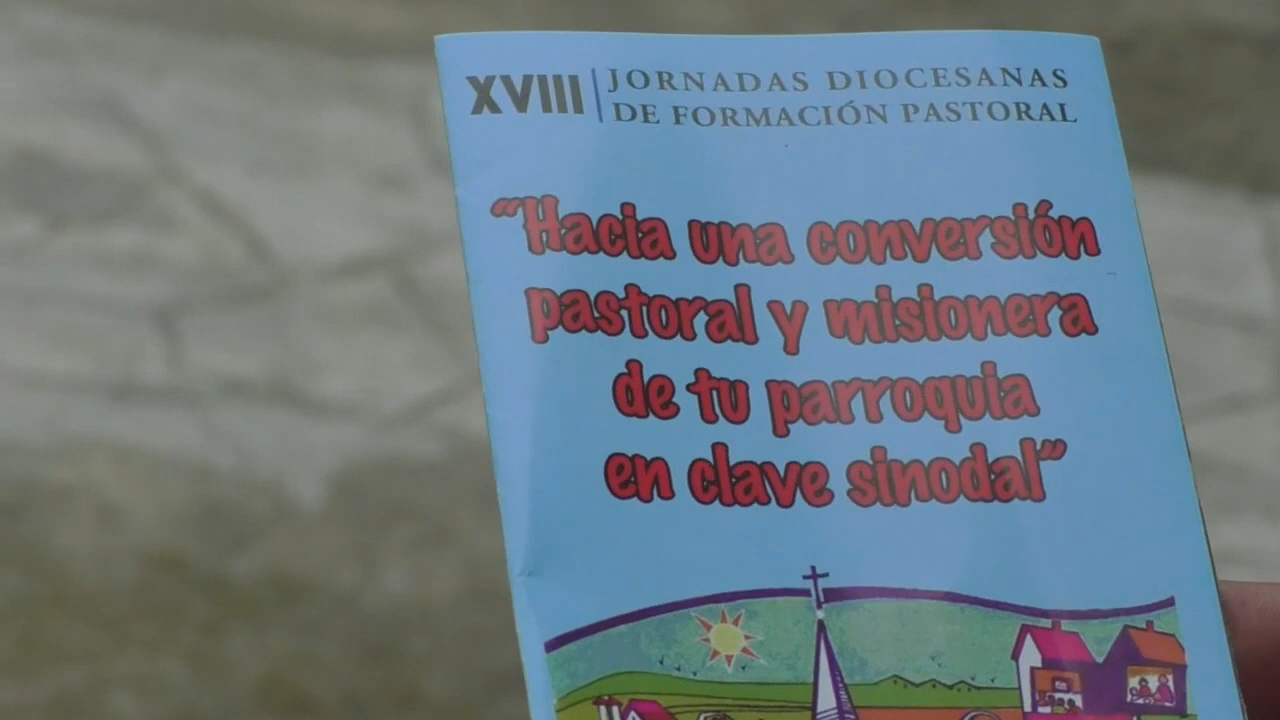 XVIII JORNADAS DIOCESANAS
DE FORMACIÓN PASTORAL
“Hacia una conversión
pastoral y misionera
de tu parroquia
en clave sinodal”